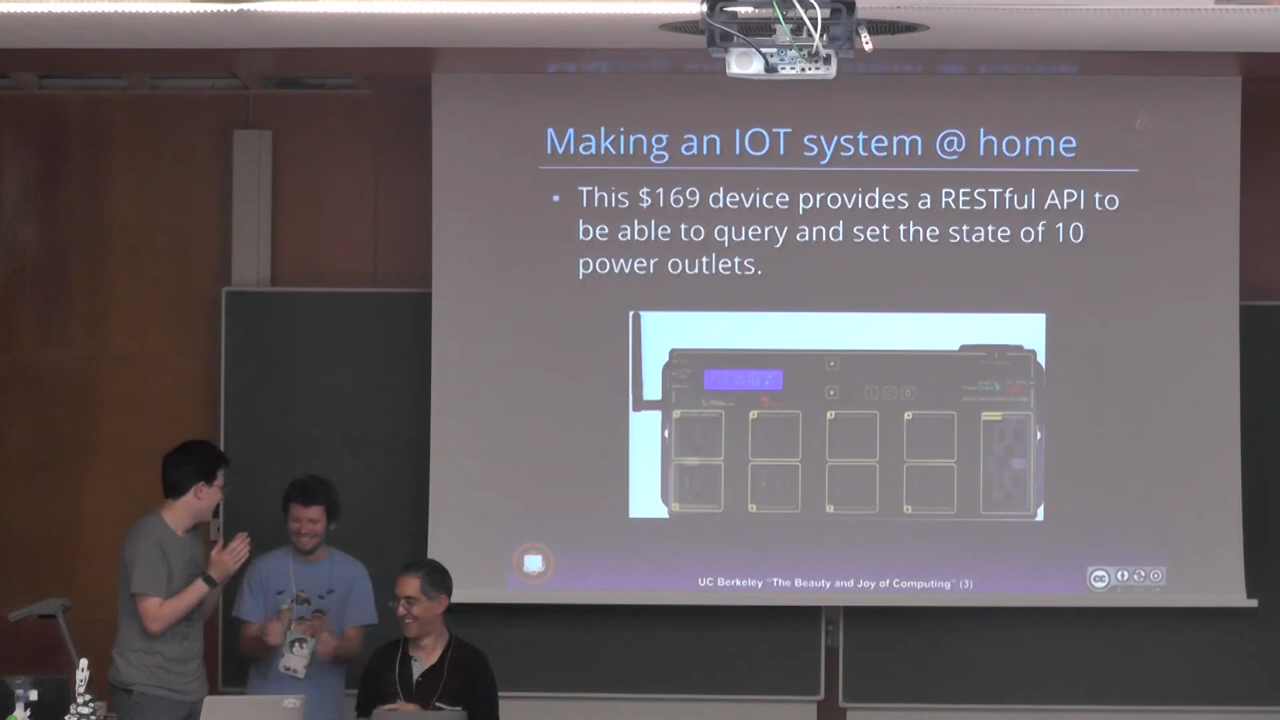 Making an IOT system @ home
▪ This $169 device provides a RESTful API to
be able to query and set the state of 10
power outlets.
UC Berkeley "The Beauty and Joy of Computing" (3)
cc